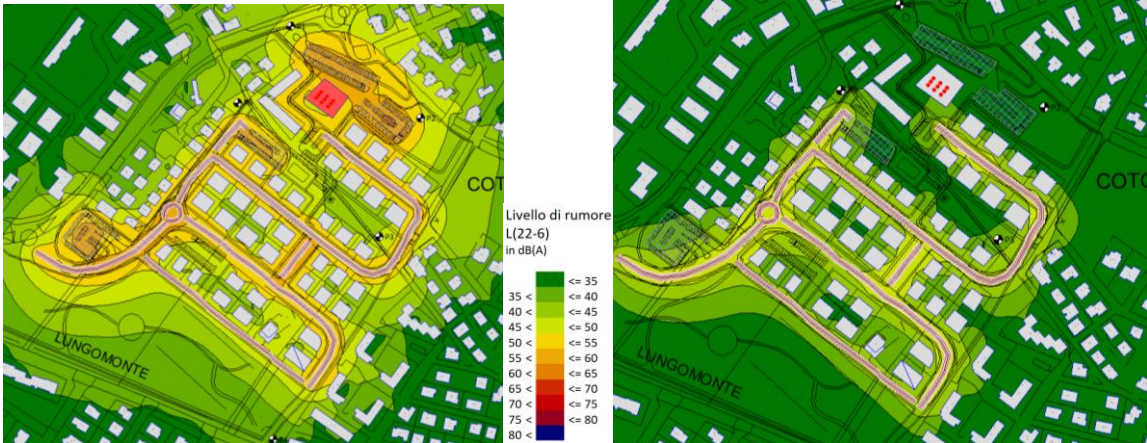 COTO
LUNGOMONTE
Livello di rumore
L(22-6)
in dB(A)
<= 35
35 < <= 40
40 < <= 45
45 < <= 50
50 < <= 55
55 < <= 60
60 < <= 65
65 < <= 70
70 < <= 75
75 < <= 80
80 <
COTO
LUNGOMONTE